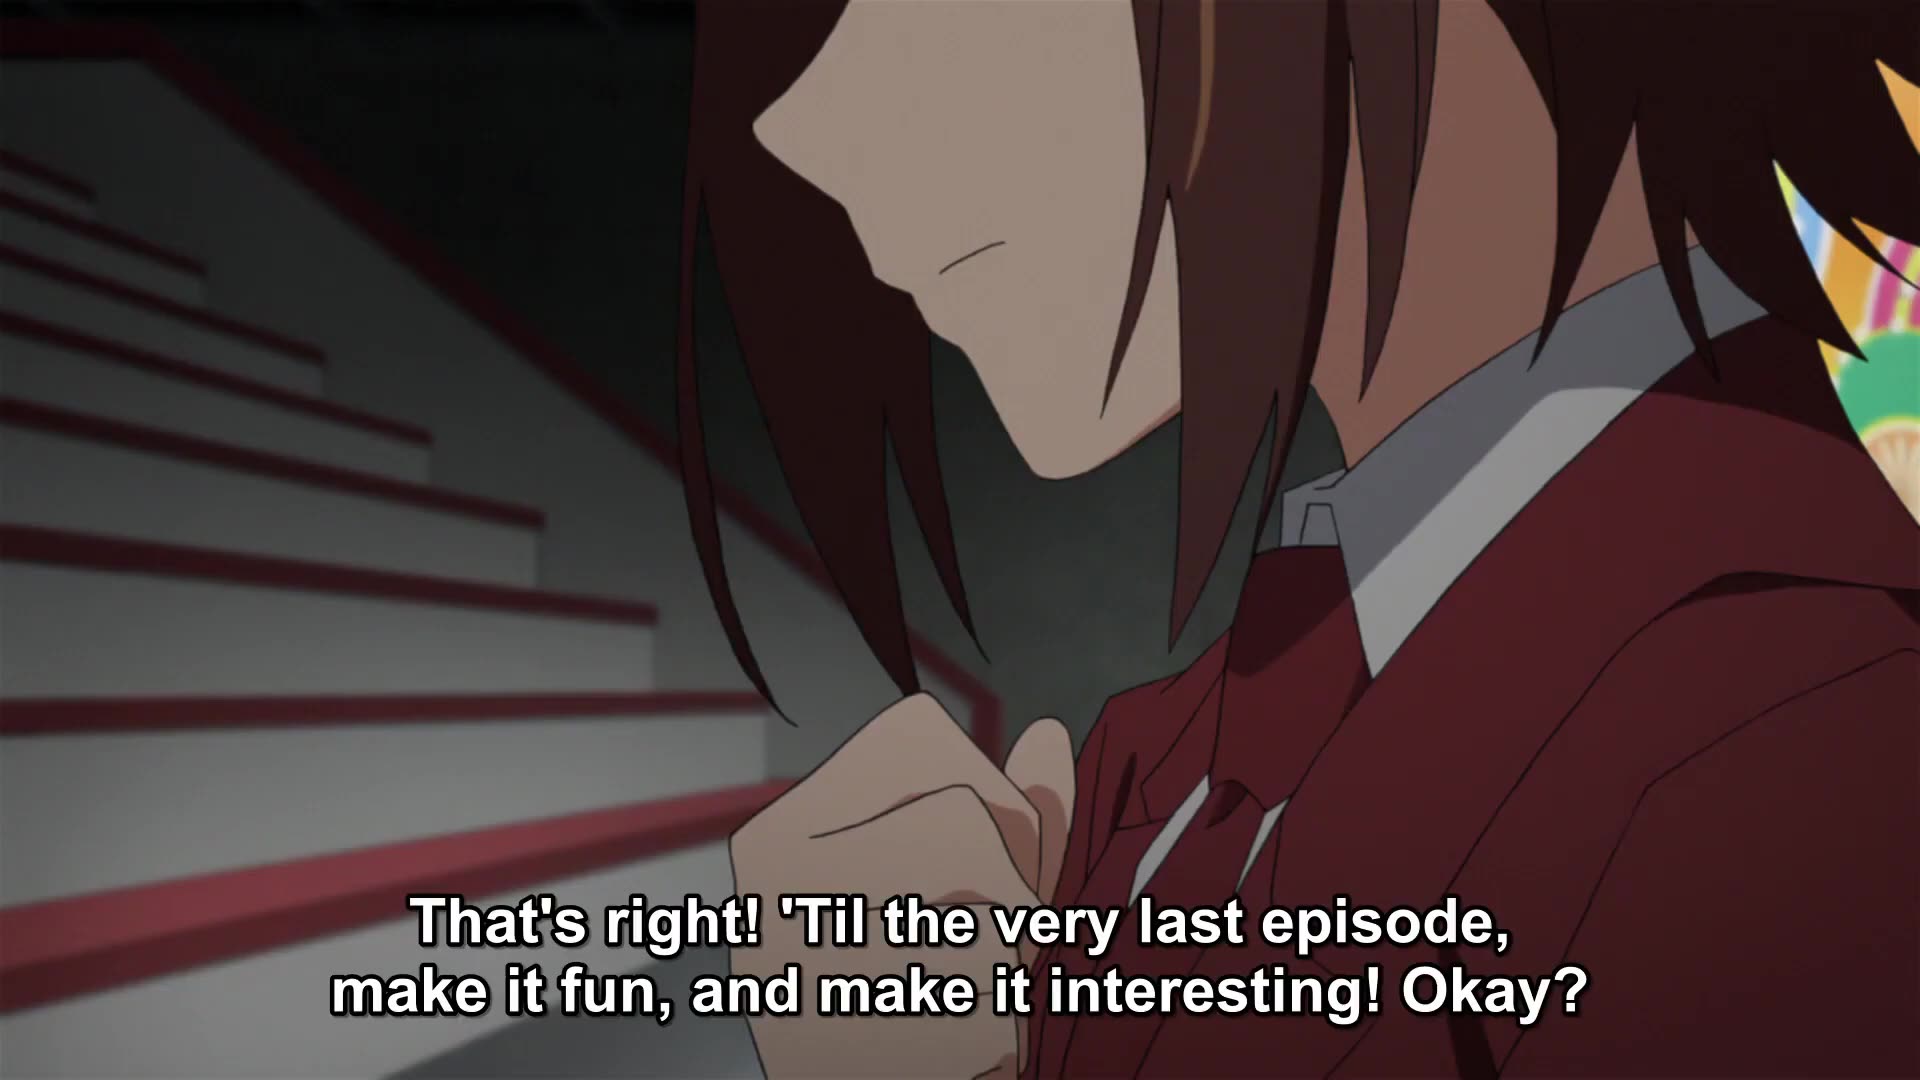 That's right! 'Til the very last episode,
make it fun, and make it interesting! Okay?